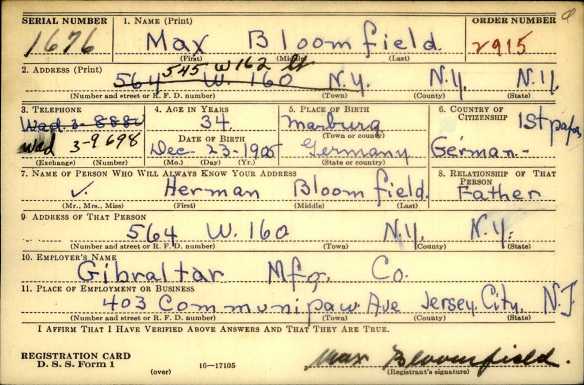 SERIAL NUMBER 1. NAME (Print) ORDER NUMBER
1676 Max Bloomfield 2915
(First) (Middle) (Last)
2. ADDRESS (Print) 545 W 162 St
564 W. 160 N.Y. N.Y. N.Y.
(Number and street or R. F. D. number) (Town) (County) (State)
3. TELEPHONE 4. AGE IN YEARS 5. PLACE OF BIRTH 6. COUNTRY OF CITIZENSHIP
Wad. 3-8880 34. Marburg 1st papers
(Town or county)
Wad 3-9698 DATE OF BIRTH
Dec 23-1905 Germany German-
(Exchange) (Number) (Mo.) (Day) (Yr.) (State or country)
7. NAME OF PERSON WHO WILL ALWAYS KNOW YOUR ADDRESS 8. RELATIONSHIP OF THAT PERSON
Herman Bloomfield. Father
(Mr., Mrs., Miss) (First) (Middle) (Last)
9. ADDRESS OF THAT PERSON
564 W. 160 N.Y. N.Y.
(Number and street or R. F. D. number) (Town) (County) (State)
10. EMPLOYER'S NAME
Gibraltar Mfg. Co.
11. PLACE OF EMPLOYMENT OR BUSINESS
403 Communipaw Ave Jersey City, N.J
(Number and street or R. F. D. number) (Town) (County) (State)
I AFFIRM THAT I HAVE VERIFIED ABOVE ANSWERS AND THAT THEY ARE TRUE.
REGISTRATION CARD
D. S. S. Form 1 16—17105 Max Bloomfield.
(over) (Registrant's signature)